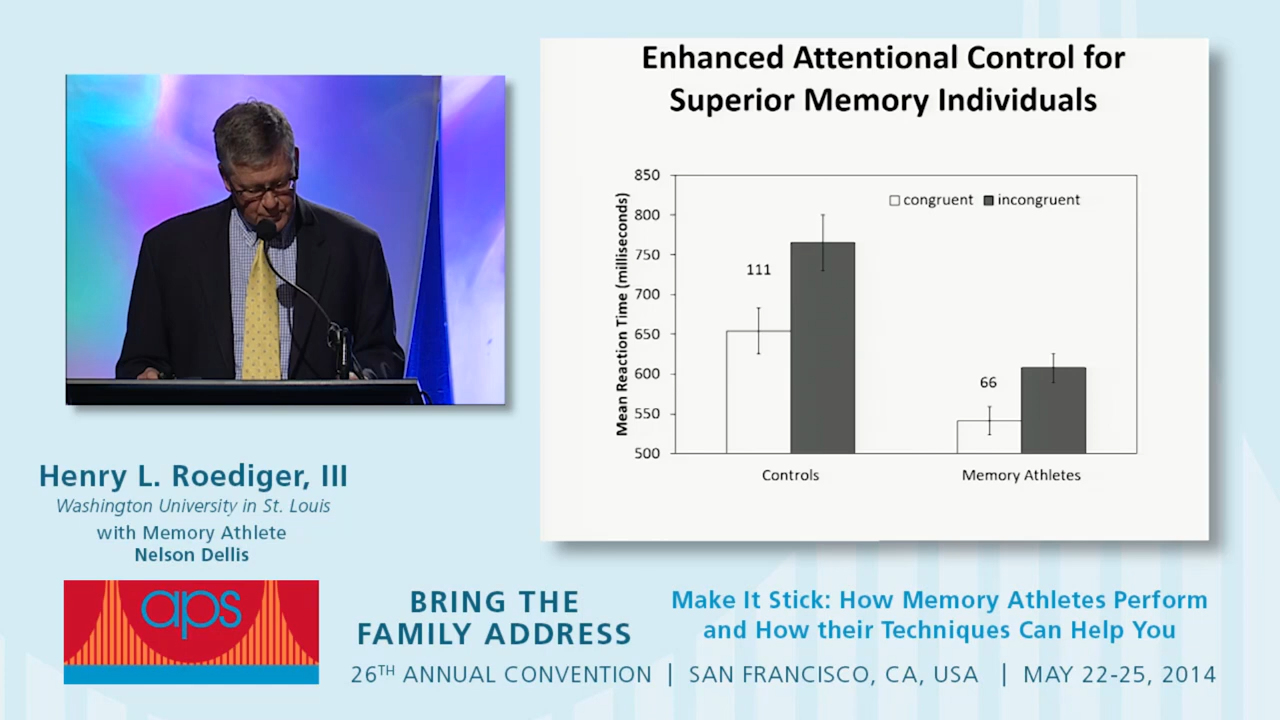 Enhanced Attentional Control for
Superior Memory Individuals
850
800
750
700
650
600
550
500
Mean Reaction Time (milliseconds)
congruent
incongruent
111
66
Controls
Memory Athletes
Henry L. Roediger, III
Washington University in St. Louis
with Memory Athlete
Nelson Dellis
aps
BRING THE
FAMILY ADDRESS
Make It Stick: How Memory Athletes Perform
and How their Techniques Can Help You
26TH ANNUAL CONVENTION | SAN FRANCISCO, CA, USA | MAY 22-25, 2014